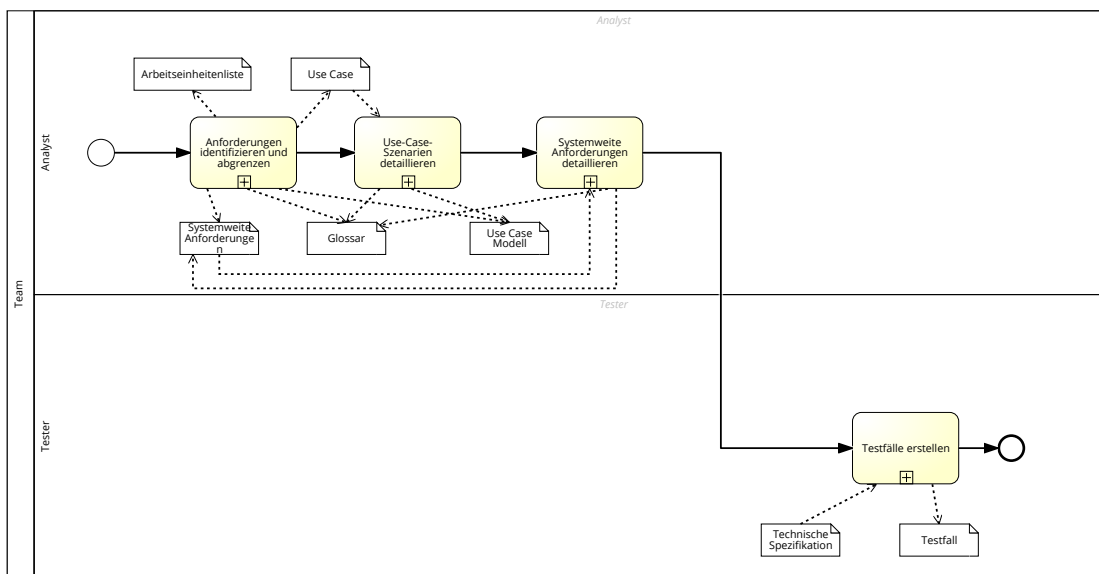 Analyst
Arbeitseinheitenliste
Use Case
Team
Analyst
Anforderungen
identifizieren und
abgrenzen
Use-Case-
Szenarien
detaillieren
Systemweite
Anforderungen
detaillieren
Systemweite
Anforderunge
n
Glossar
Use Case
Modell
Tester
Tester
Testfälle erstellen
Technische
Spezifikation
Testfall